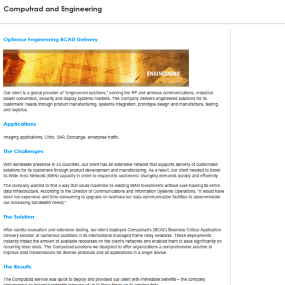 Computrad and Engineering
Optimise Engineering BCAD Delivery
ENGINEERING
Our client is a global provider of "engineered solutions," serving the RF and wireless communications, industrial
power conversion, security and display systems markets. The Company delivers engineered solutions for its
customers' needs through product manufacturing, systems integration, prototype design and manufacture, testing
and logistics.
Applications
Imaging applications, Citrix, SAP, Exchange, enterprise traffic.
The Challenges
With worldwide presence in xx countries, our client has an extensive network that supports delivery of customized
solutions for its customers through product development and manufacturing. As a result, our client needed to boost
its Wide Area Network (WAN) capacity in order to respond to customers' changing demands quickly and efficiently.
The company wanted to find a way that could maximize its existing WAN investments without over-hauling its entire
data infrastructure. According to the Director of Communications and Information Systems Operations, "It would have
been too expensive and time-consuming to upgrade or overhaul our data communication facilities to accommodate
our increasing bandwidth needs."
The Solution
After careful evaluation and extensive testing, our client deployed Computrad's (BCAD) Business Critical Application
Delivery solution at numerous locations in its international managed frame relay networks. These deployments
instantly tripled the amount of available resources on the client's networks and enabled them to save significantly on
recurring telco costs. The Computrad solutions are designed to offer organizations a comprehensive solution to
improve data transmissions for diverse protocols and all applications in a single device.
The Results
The Computrad service was quick to deploy and provided our client with immediate benefits – the company